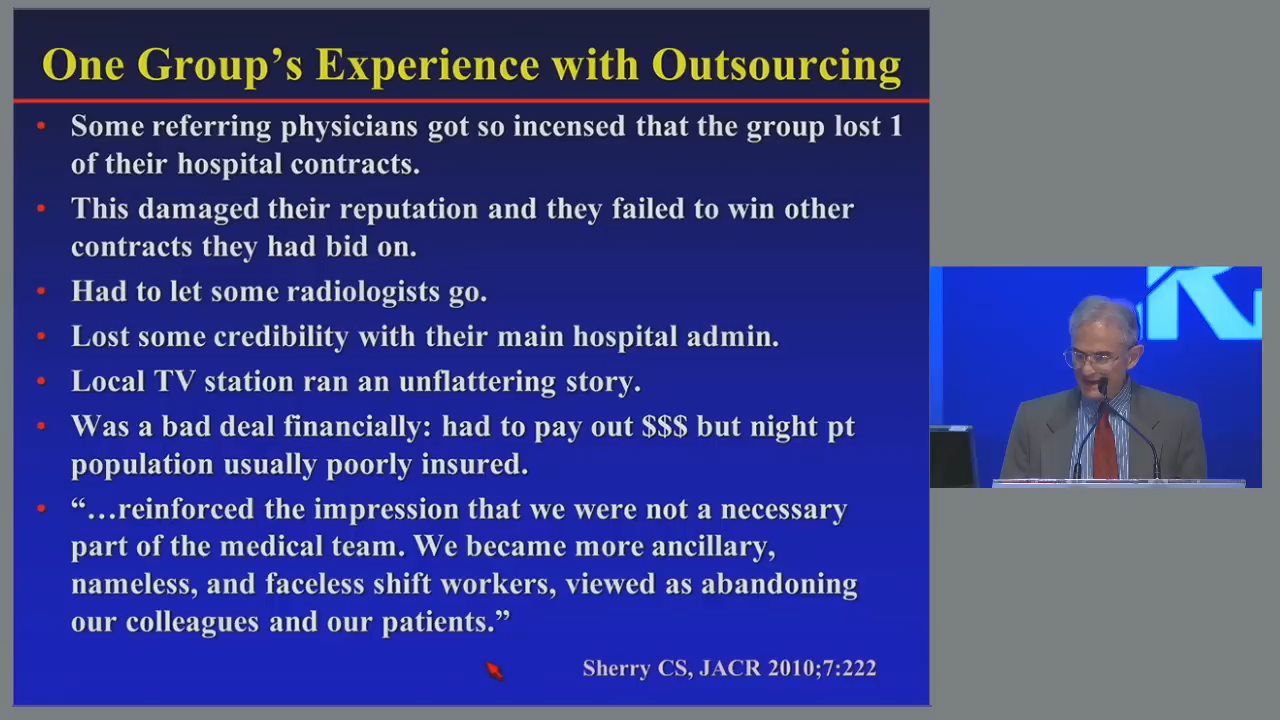 One Group's Experience with Outsourcing
• Some referring physicians got so incensed that the group lost 1
of their hospital contracts.
• This damaged their reputation and they failed to win other
contracts they had bid on.
• Had to let some radiologists go.
• Lost some credibility with their main hospital admin.
• Local TV station ran an unflattering story.
• Was a bad deal financially: had to pay out $$$ but night pt
population usually poorly insured.
• “…reinforced the impression that we were not a necessary
part of the medical team. We became more ancillary,
nameless, and faceless shift workers, viewed as abandoning
our colleagues and our patients.”
Sherry CS, JACR 2010;7:222